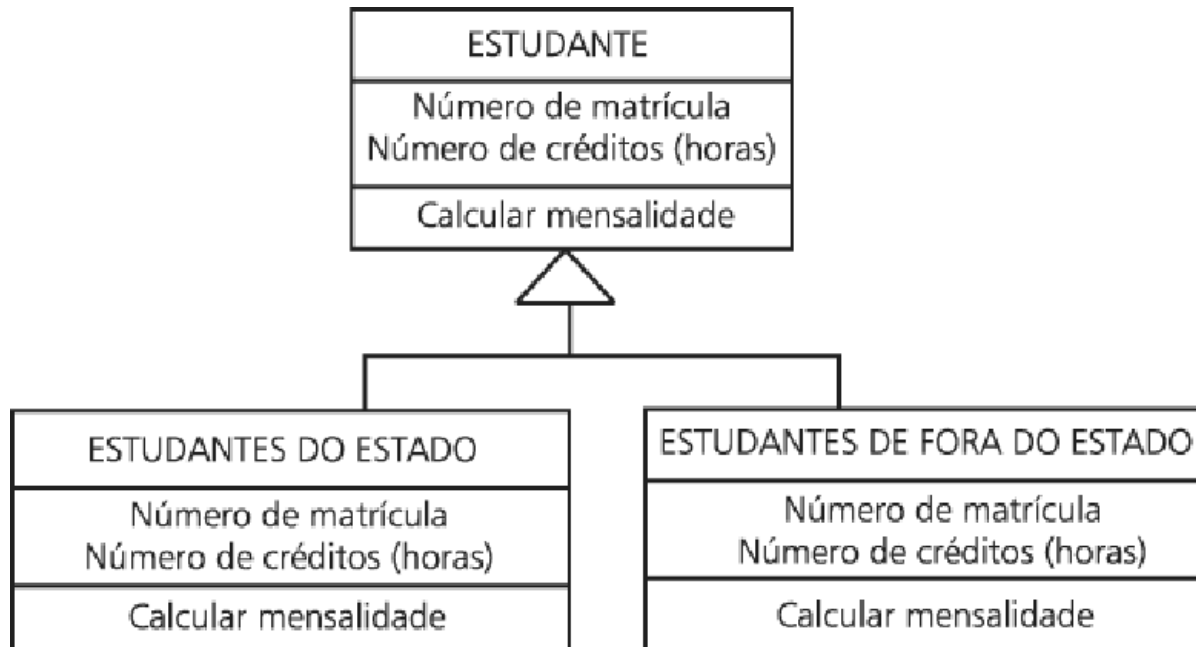 ESTUDANTE
Número de matrícula
Número de créditos (horas)
Calcular mensalidade
ESTUDANTES DO ESTADO
Número de matrícula
Número de créditos (horas)
Calcular mensalidade
ESTUDANTES DE FORA DO ESTADO
Número de matrícula
Número de créditos (horas)
Calcular mensalidade